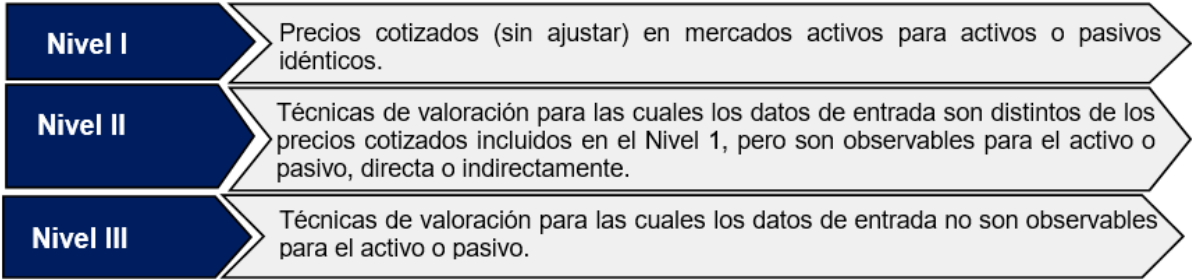 Nivel I
Precios cotizados (sin ajustar) en mercados activos para activos o pasivos
idénticos.
Nivel II
Técnicas de valoración para las cuales los datos de entrada son distintos de los
precios cotizados incluidos en el Nivel 1, pero son observables para el activo o
pasivo, directa o indirectamente.
Nivel III
Técnicas de valoración para las cuales los datos de entrada no son observables
para el activo o pasivo.